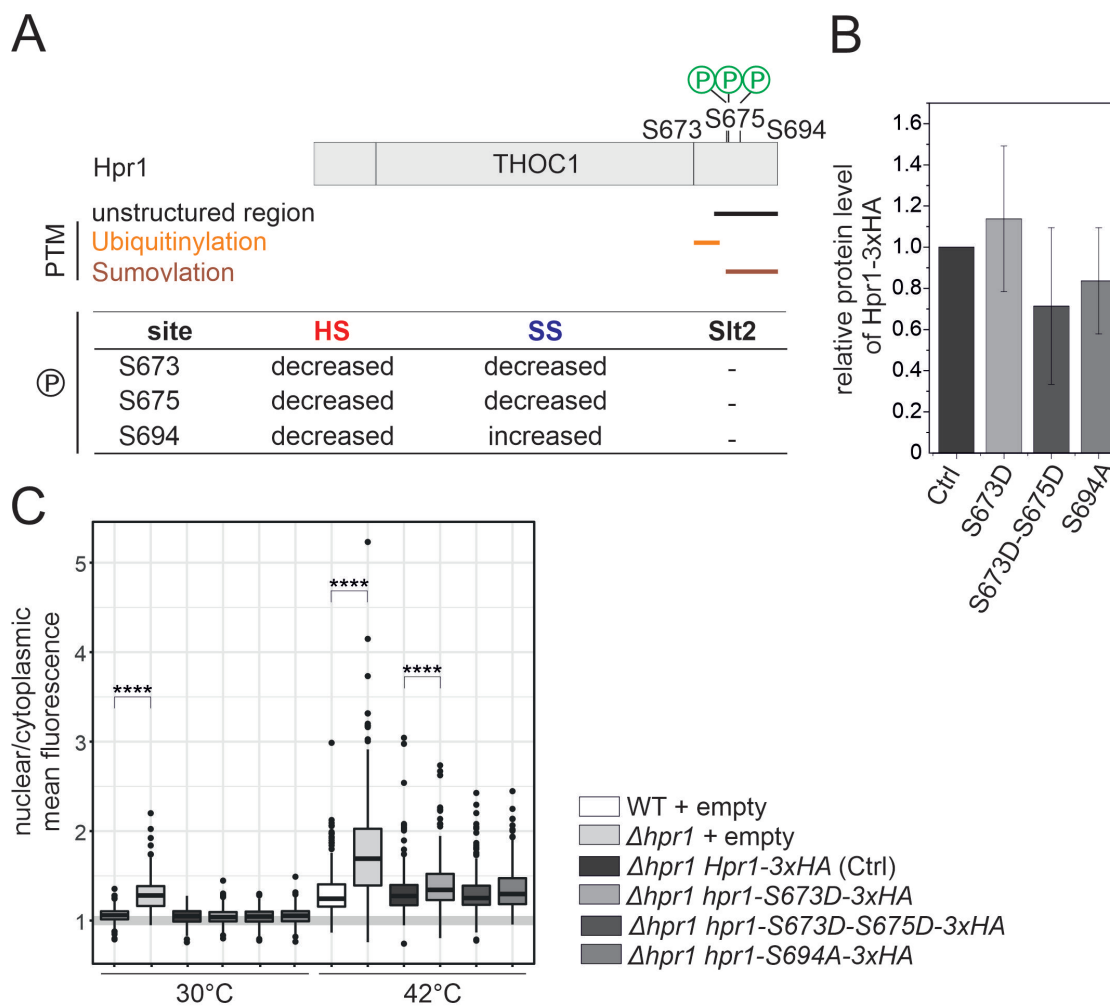 A
P P P
S675
S673 S694
Hpr1
THOC1
unstructured region
PTM
Ubiquitinylation
Sumovlation
site HS SS Slt2
P
S673 decreased decreased -
S675 decreased decreased -
S694 decreased increased -
B
relative protein level
of Hpr1-3xHA
1.6
1.4
1.2
1.0
0.8
0.6
0.4
0.2
0
Ctrl
S673D
S673D-S675D
S694A
C
nuclear/cytoplasmic
mean fluorescence
5
4
3
2
1
****
****
****
30°C 42°C
WT + empty
Δhpr1 + empty
Δhpr1 Hpr1-3xHA (Ctrl)
Δhpr1 hpr1-S673D-3xHA
Δhpr1 hpr1-S673D-S675D-3xHA
Δhpr1 hpr1-S694A-3xHA